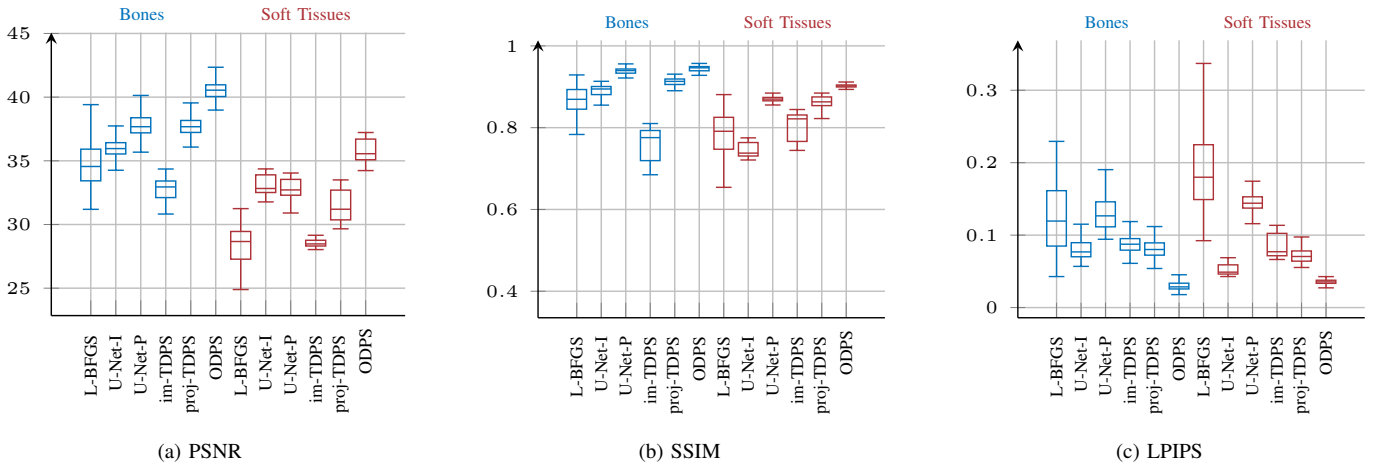 Bones Soft Tissues
45
40
35
30
25
L-BFGS
U-Net-I
U-Net-P
im-TDPS
proj-TDPS
ODPS
L-BFGS
U-Net-I
U-Net-P
im-TDPS
proj-TDPS
ODPS
(a) PSNR
Bones Soft Tissues
1
0.8
0.6
0.4
L-BFGS
U-Net-I
U-Net-P
im-TDPS
proj-TDPS
ODPS
L-BFGS
U-Net-I
U-Net-P
im-TDPS
proj-TDPS
ODPS
(b) SSIM
Bones Soft Tissues
0.3
0.2
0.1
0
L-BFGS
U-Net-I
U-Net-P
im-TDPS
proj-TDPS
ODPS
L-BFGS
U-Net-I
U-Net-P
im-TDPS
proj-TDPS
ODPS
(c) LPIPS